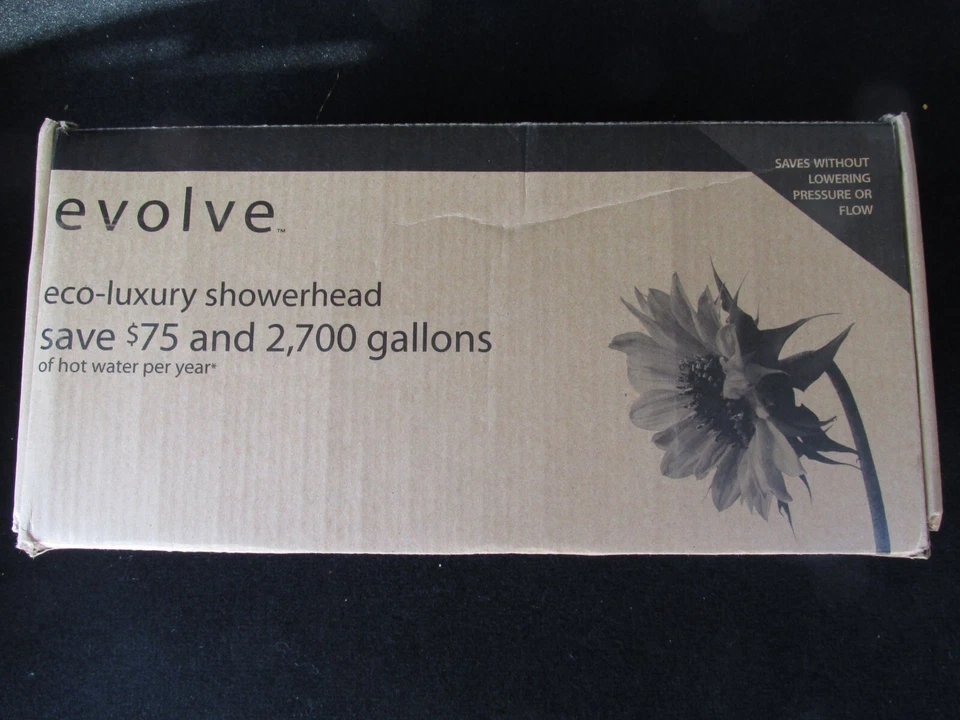 SAVES WITHOUT
LOWERING
PRESSURE OR
FLOW
evolve™
eco-luxury showerhead
save $75 and 2,700 gallons
of hot water per year*